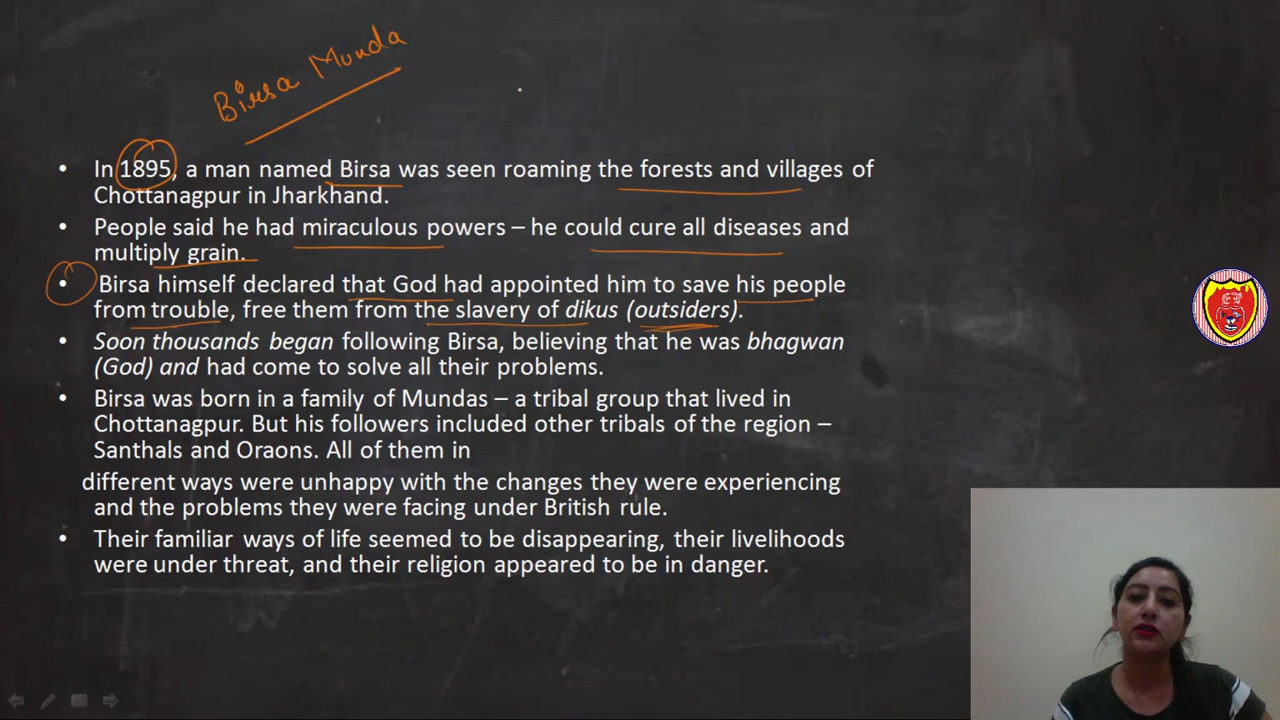 Birsa Munda
• In 1895, a man named Birsa was seen roaming the forests and villages of
Chottanagpur in Jharkhand.
• People said he had miraculous powers – he could cure all diseases and
multiply grain.
• Birsa himself declared that God had appointed him to save his people
from trouble, free them from the slavery of dikus (outsiders).
• Soon thousands began following Birsa, believing that he was bhagwan
(God) and had come to solve all their problems.
• Birsa was born in a family of Mundas – a tribal group that lived in
Chottanagpur. But his followers included other tribals of the region –
Santhals and Oraons. All of them in
different ways were unhappy with the changes they were experiencing
and the problems they were facing under British rule.
• Their familiar ways of life seemed to be disappearing, their livelihoods
were under threat, and their religion appeared to be in danger.